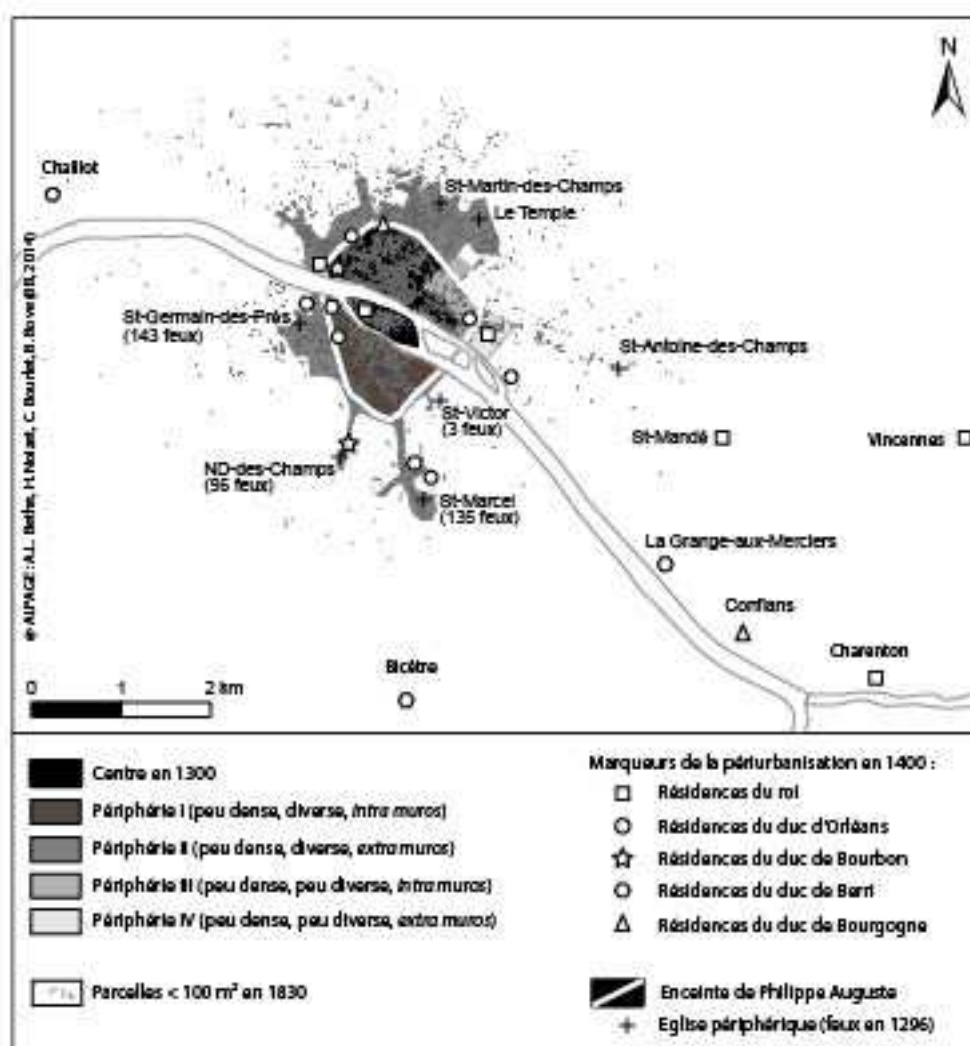 N
Chaillot
St-Martin-des-Champs
Le Temple
St-Germain-des-Prés
(143 feux)
St-Antoine-des-Champs
St-Victor
(3 feux)
St-Mandé
Vincennes
ND-des-Champs
(96 feux)
St-Marcel
(135 feux)
La Grange-aux-Merciers
Conflans
Charenton
Bicêtre
0 1 2 km
© ALPAGE : A.L. Bethe, H. Noizet, C. Bourlet, B. Bove (IRHT, 2014)
Centre en 1300
Périphérie I (peu dense, diverse, intra muros)
Périphérie II (peu dense, diverse, extra muros)
Périphérie III (peu dense, peu diverse, intra muros)
Périphérie IV (peu dense, peu diverse, extra muros)
Parcelles < 100 m² en 1830
Marqueurs de la périurbanisation en 1400 :
Résidences du roi
Résidences du duc d'Orléans
Résidences du duc de Bourbon
Résidences du duc de Berri
Résidences du duc de Bourgogne
Enceinte de Philippe Auguste
Eglise périphérique (feux en 1296)